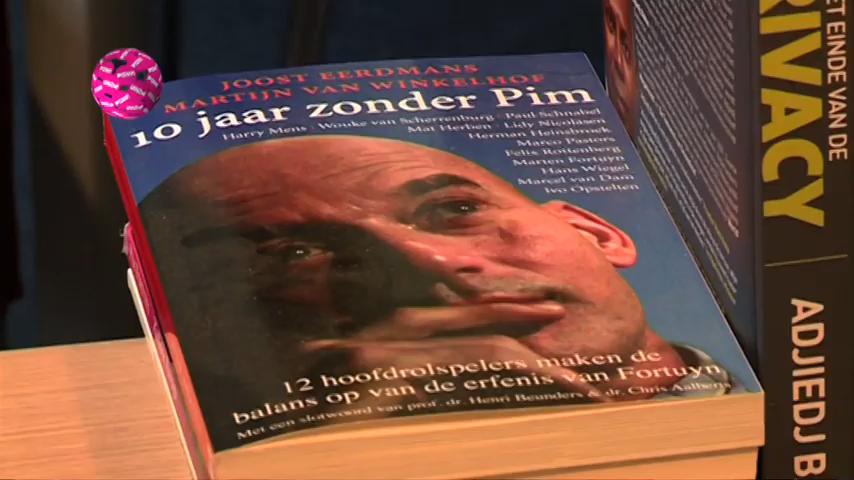 JOOST EERDMANS
MARTIJN VAN WINKELHOF
10 jaar zonder Pim
Harry Mens · Wouke van Scherrenburg · Paul Schnabel
Mat Herben · Lidy Nicolasen
Herman Heinsbroek
Marco Pastors
Felix Rottenberg
Marten Fortuyn
Hans Wiegel
Marcel van Dam
Ivo Opstelten
12 hoofdrolspelers maken de
balans op van de erfenis van Fortuyn
Met een slotwoord van prof. dr. Henri Beunders & dr. Chris Aalberts
HET EINDE VAN DE
PRIVACY
ADJIEDJ B